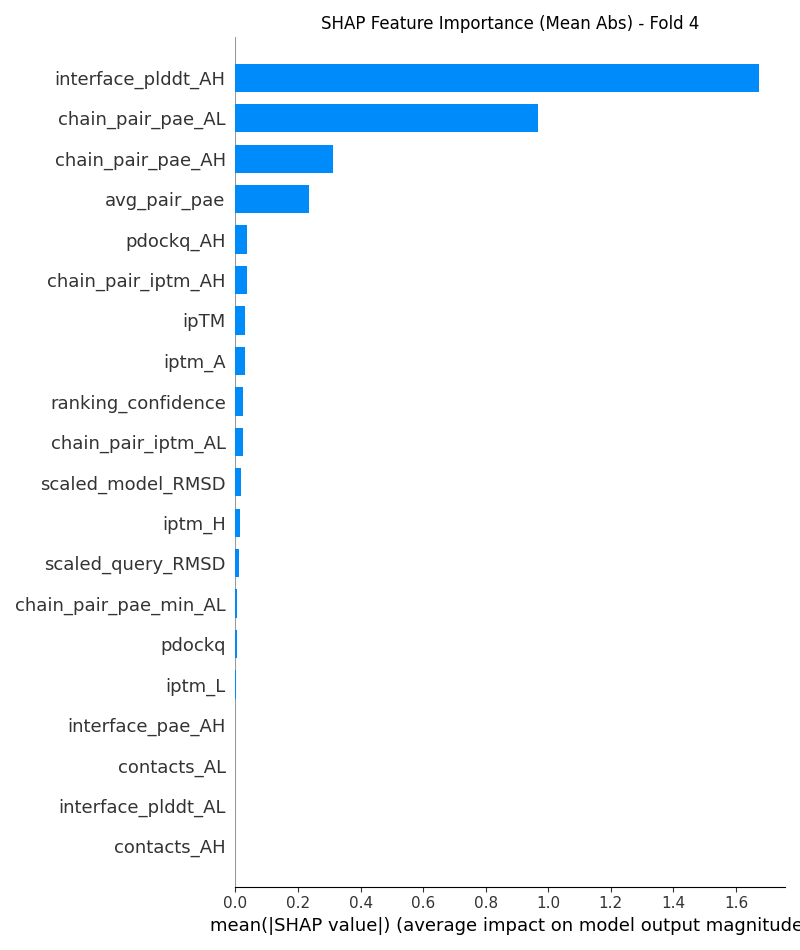 SHAP Feature Importance (Mean Abs) - Fold 4
interface_plddt_AH
chain_pair_pae_AL
chain_pair_pae_AH
avg_pair_pae
pdockq_AH
chain_pair_iptm_AH
ipTM
iptm_A
ranking_confidence
chain_pair_iptm_AL
scaled_model_RMSD
iptm_H
scaled_query_RMSD
chain_pair_pae_min_AL
pdockq
iptm_L
interface_pae_AH
contacts_AL
interface_plddt_AL
contacts_AH
0.0 0.2 0.4 0.6 0.8 1.0 1.2 1.4 1.6
mean(|SHAP value|) (average impact on model output magnitude